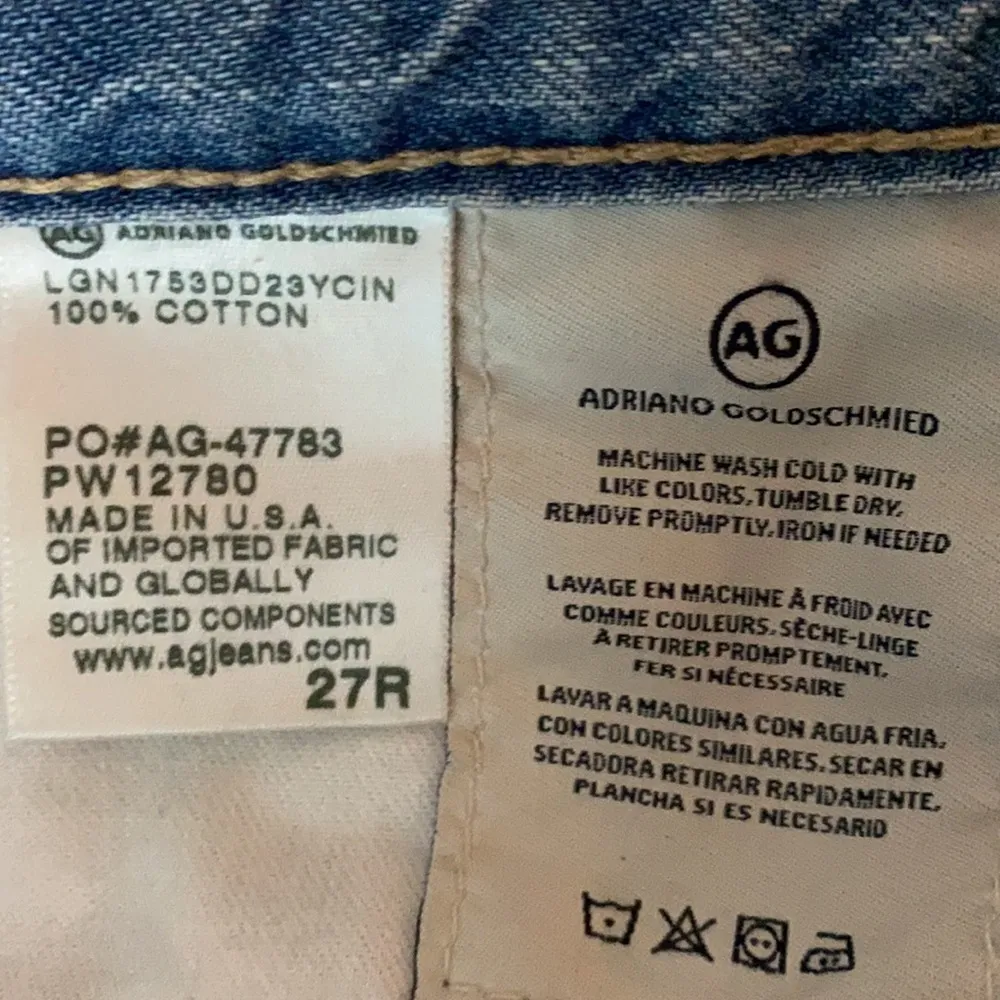 AG ADRIANO GOLDSCHMIED
LGN1753DD23YCIN
100% COTTON
PO#AG-47783
PW12780
MADE IN U.S.A.
OF IMPORTED FABRIC
AND GLOBALLY
SOURCED COMPONENTS
www.agjeans.com
27R
AG
ADRIANO GOLDSCHMIED
MACHINE WASH COLD WITH
LIKE COLORS, TUMBLE DRY,
REMOVE PROMPTLY, IRON IF NEEDED
LAVAGE EN MACHINE À FROID AVEC
COMME COULEURS, SÈCHE-LINGE
À RETIRER PROMPTEMENT,
FER SI NÉCESSAIRE
LAVAR A MAQUINA CON AGUA FRIA,
CON COLORES SIMILARES, SECAR EN
SECADORA RETIRAR RAPIDAMENTE,
PLANCHA SI ES NECESARIO